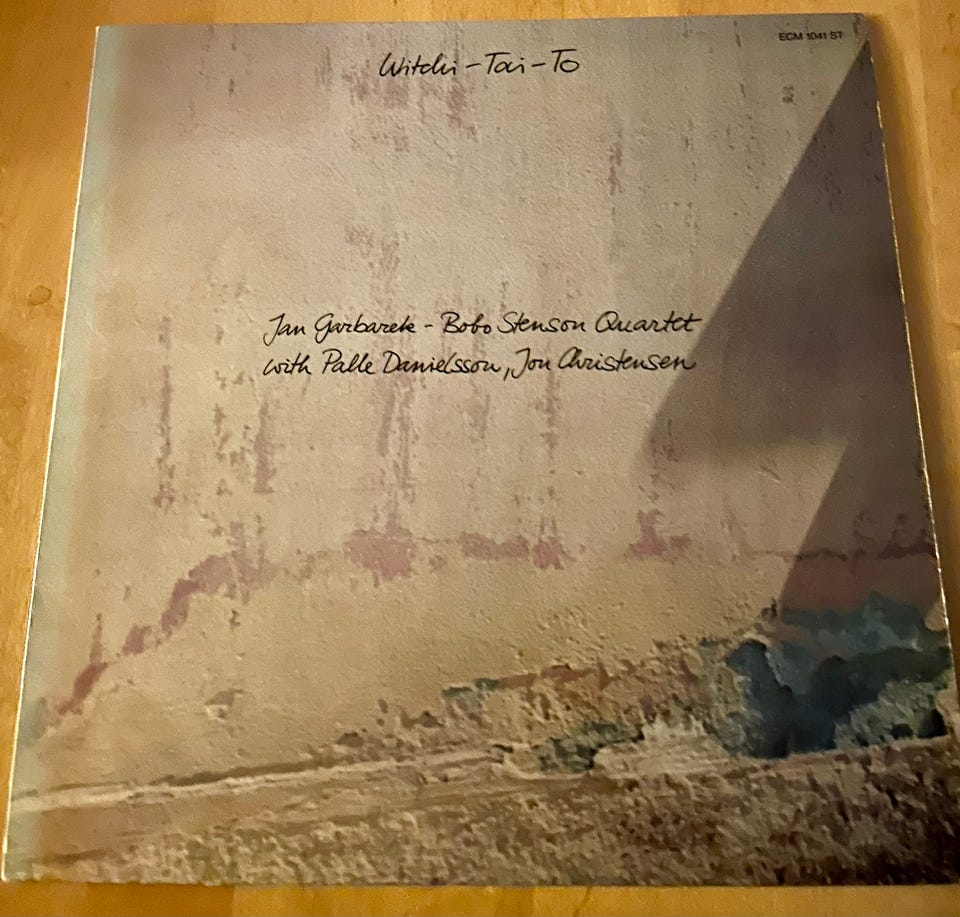 ECM 1041 ST
Witchi-Tai-To
Jan Garbarek - Bobo Stenson Quartet
with Palle Danielsson, Jon Christensen